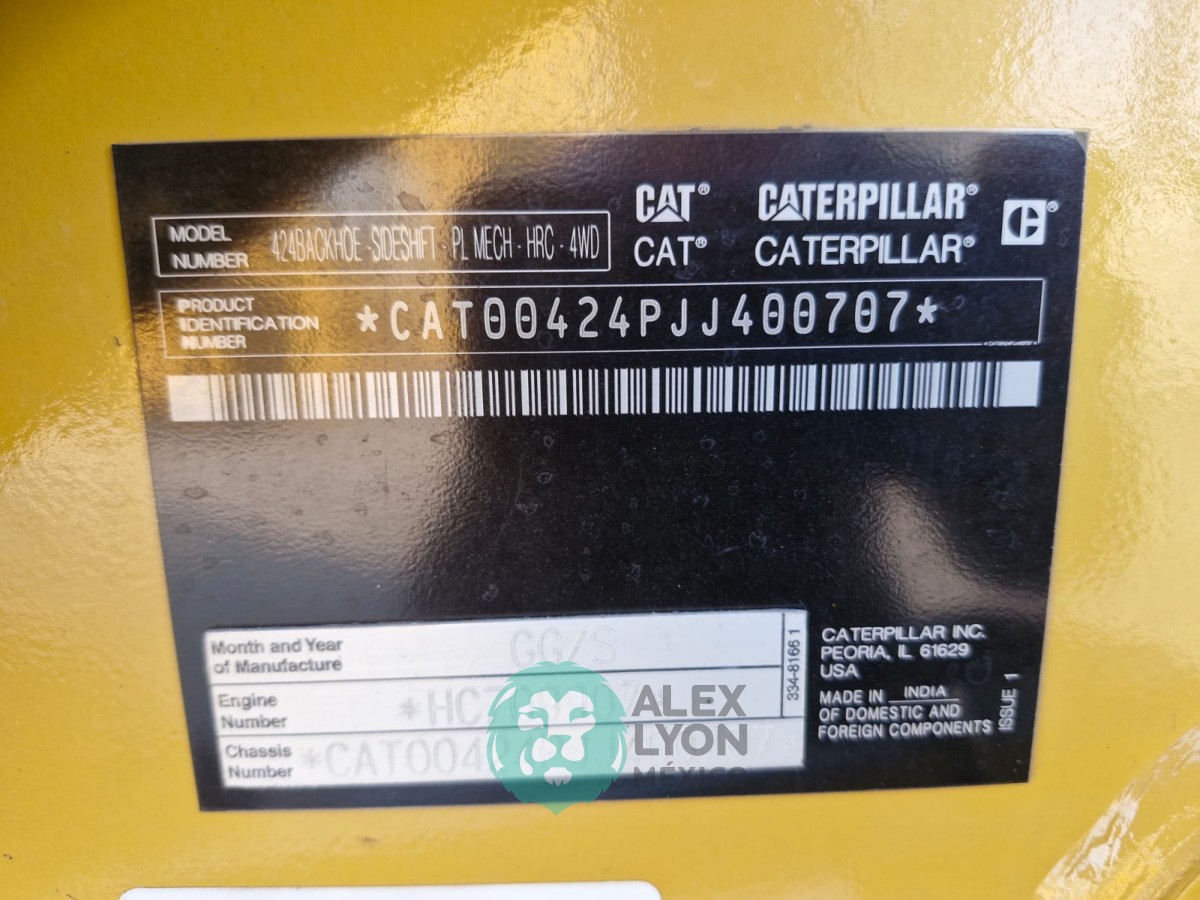 CAT® CATERPILLAR®
CAT® CATERPILLAR®
MODEL NUMBER 424BACKHOE - SIDESHIFT - PL MECH - HRC - 4WD
PRODUCT IDENTIFICATION NUMBER *CAT00424PJJ400707*
Month and Year of Manufacture GG/S
Engine Number
Chassis Number
334-8166 1
CATERPILLAR INC.
PEORIA, IL 61629
USA
MADE IN INDIA
OF DOMESTIC AND
FOREIGN COMPONENTS
ISSUE 1
ALEX
LYON
MÉXICO